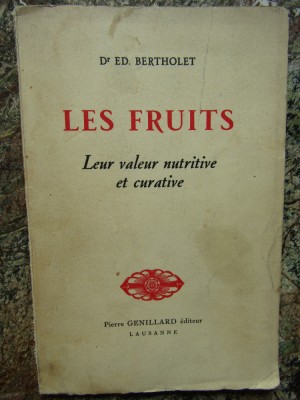 Dr ED. BERTHOLET
LES FRUITS
Leur valeur nutritive
et curative
Pierre GENILLARD éditeur
LAUSANNE